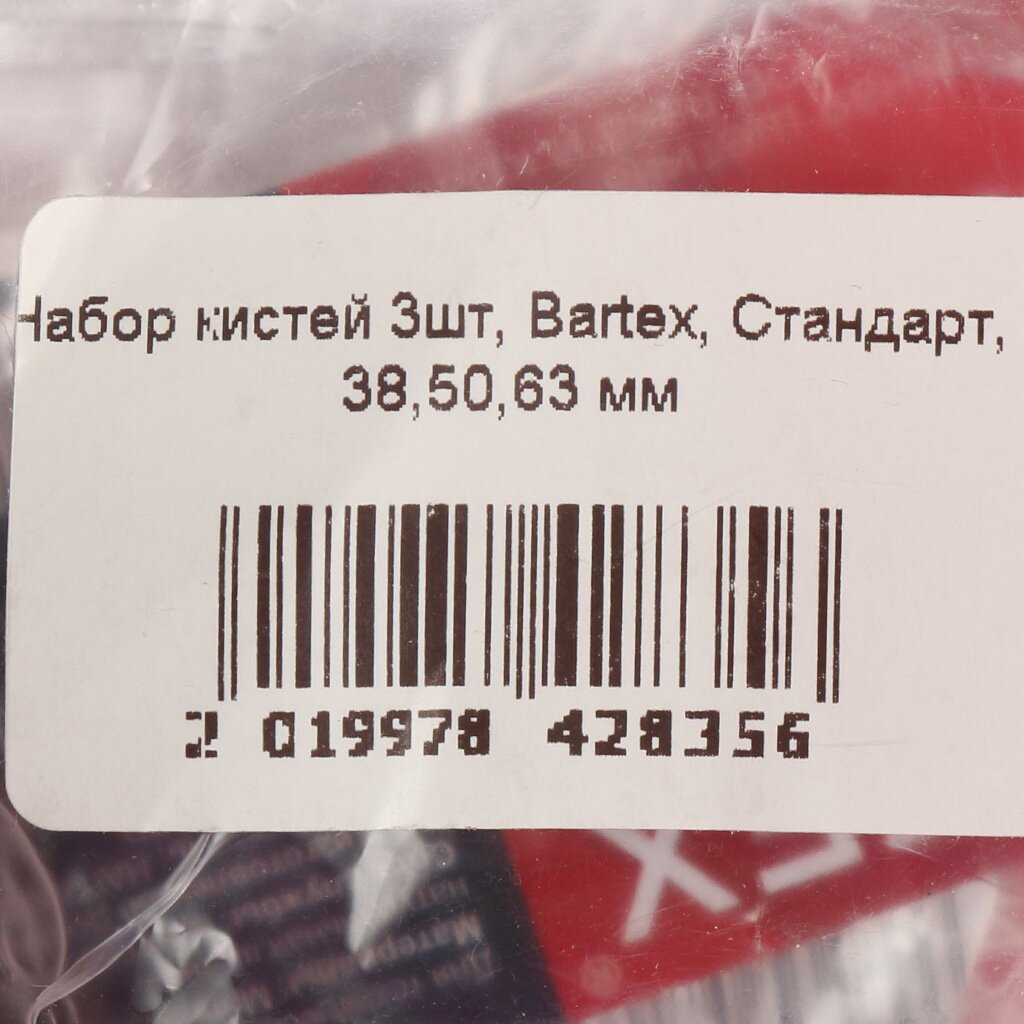 Набор кистей 3шт, Bartex, Стандарт,
38,50,63 мм
2 019978 428356